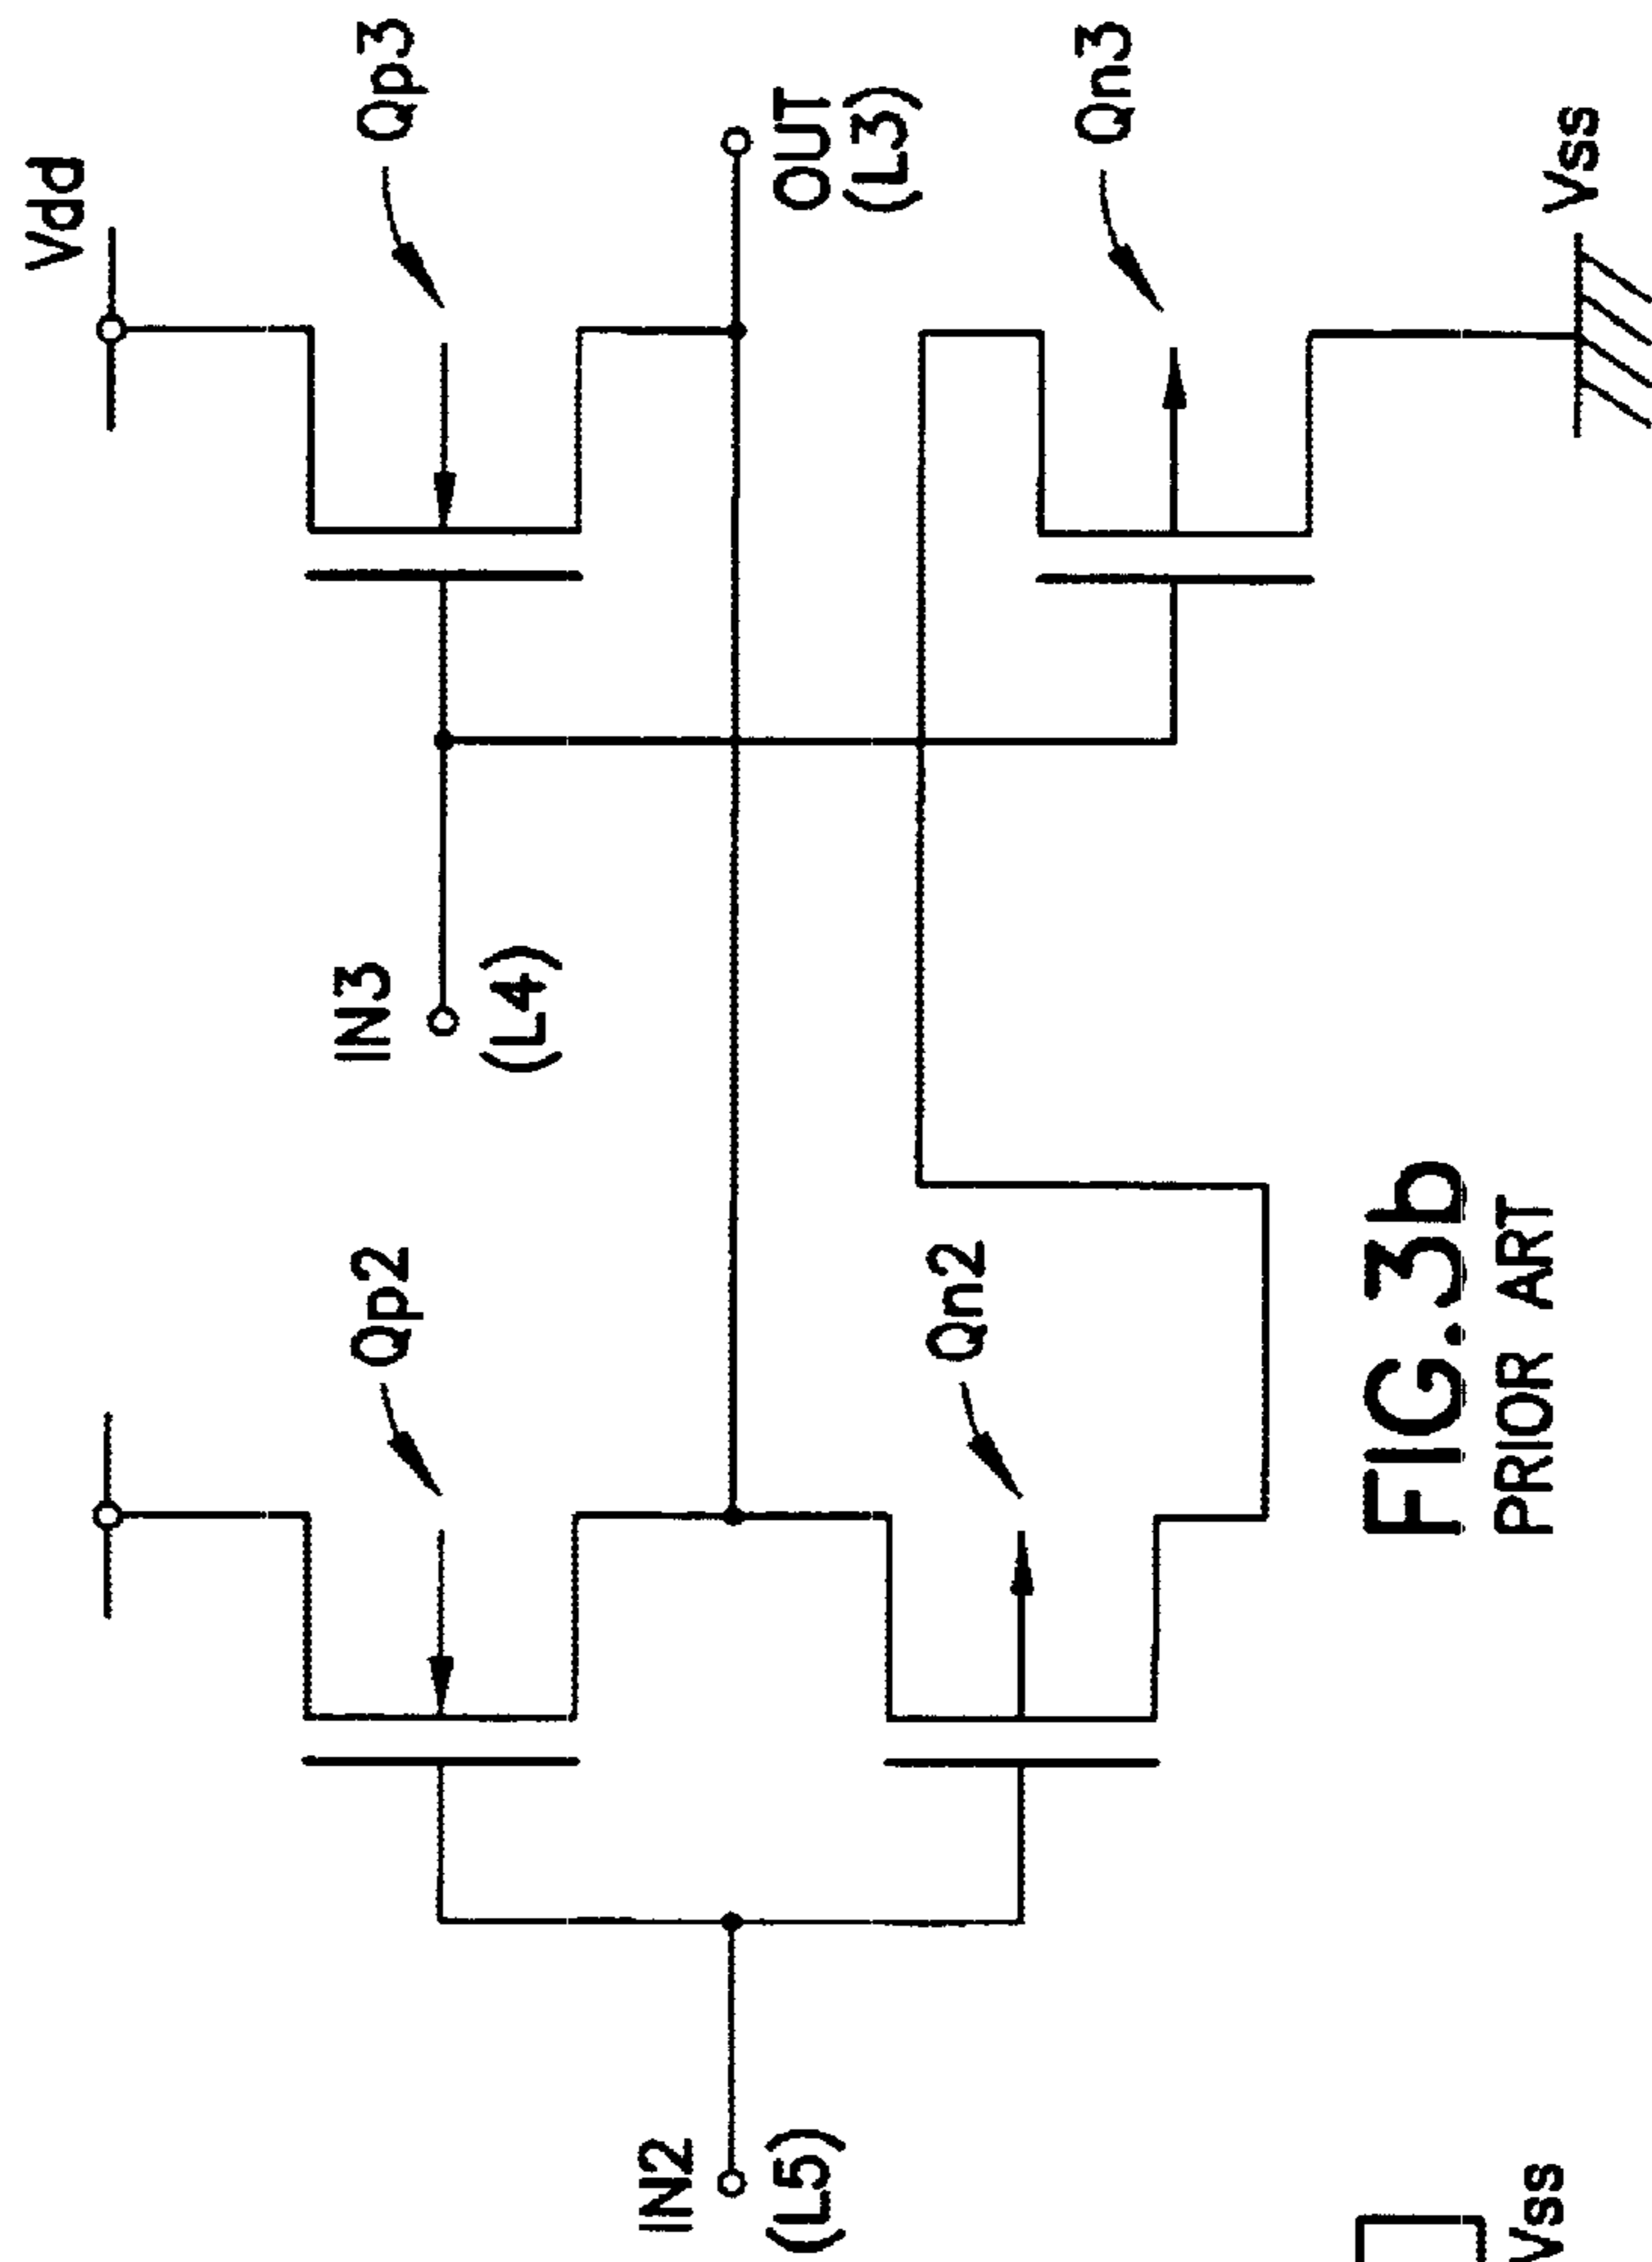 Vdd
Qp3
OUT
(L3)
Qn3
Vss
IN3
(L4)
Qp2
Qn2
IN2
(L5)
FIG.3b
PRIOR ART
Vss